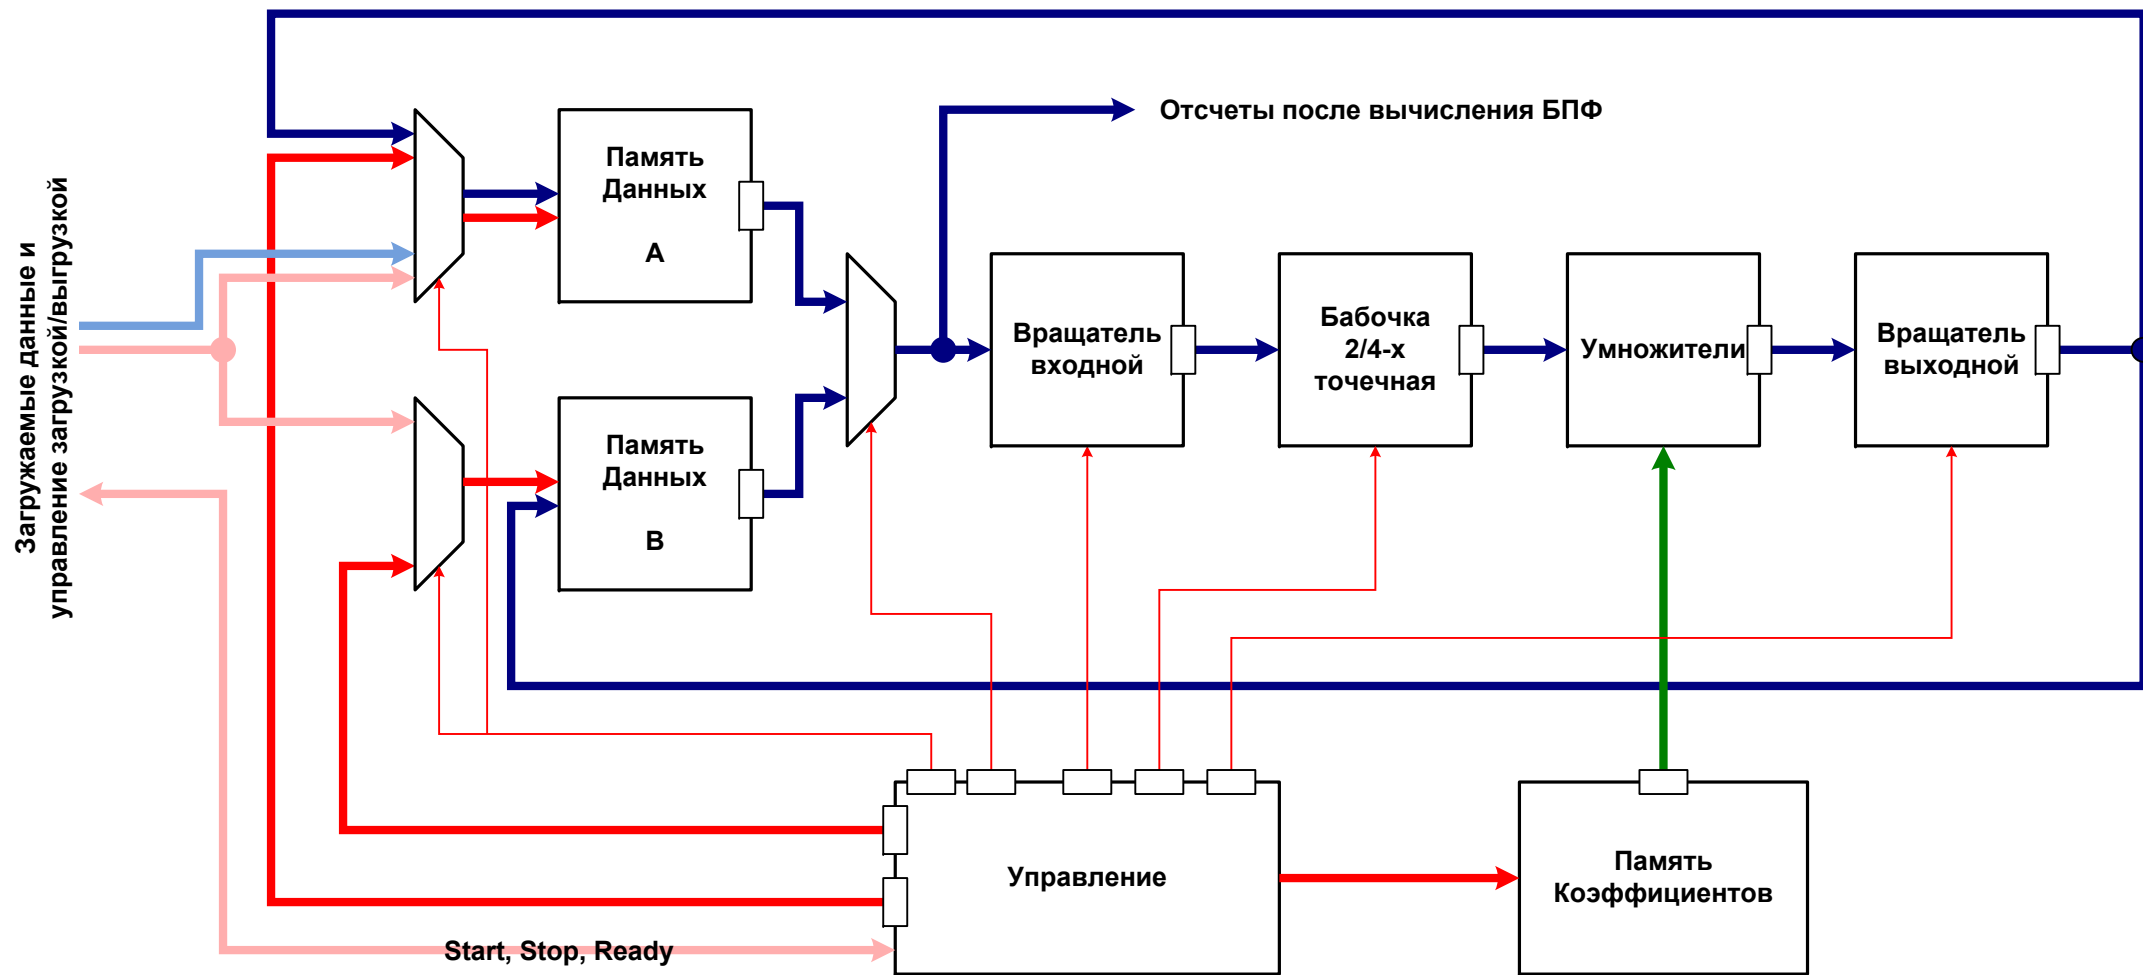 Отсчеты после вычисления БПФ
Загружаемые данные и
управление загрузкой/выгрузкой
Память
Данных
A
Память
Данных
B
Вращатель
входной
Бабочка
2/4-х
точечная
Умножители
Вращатель
выходной
Управление
Память
Коэффициентов
Start, Stop, Ready